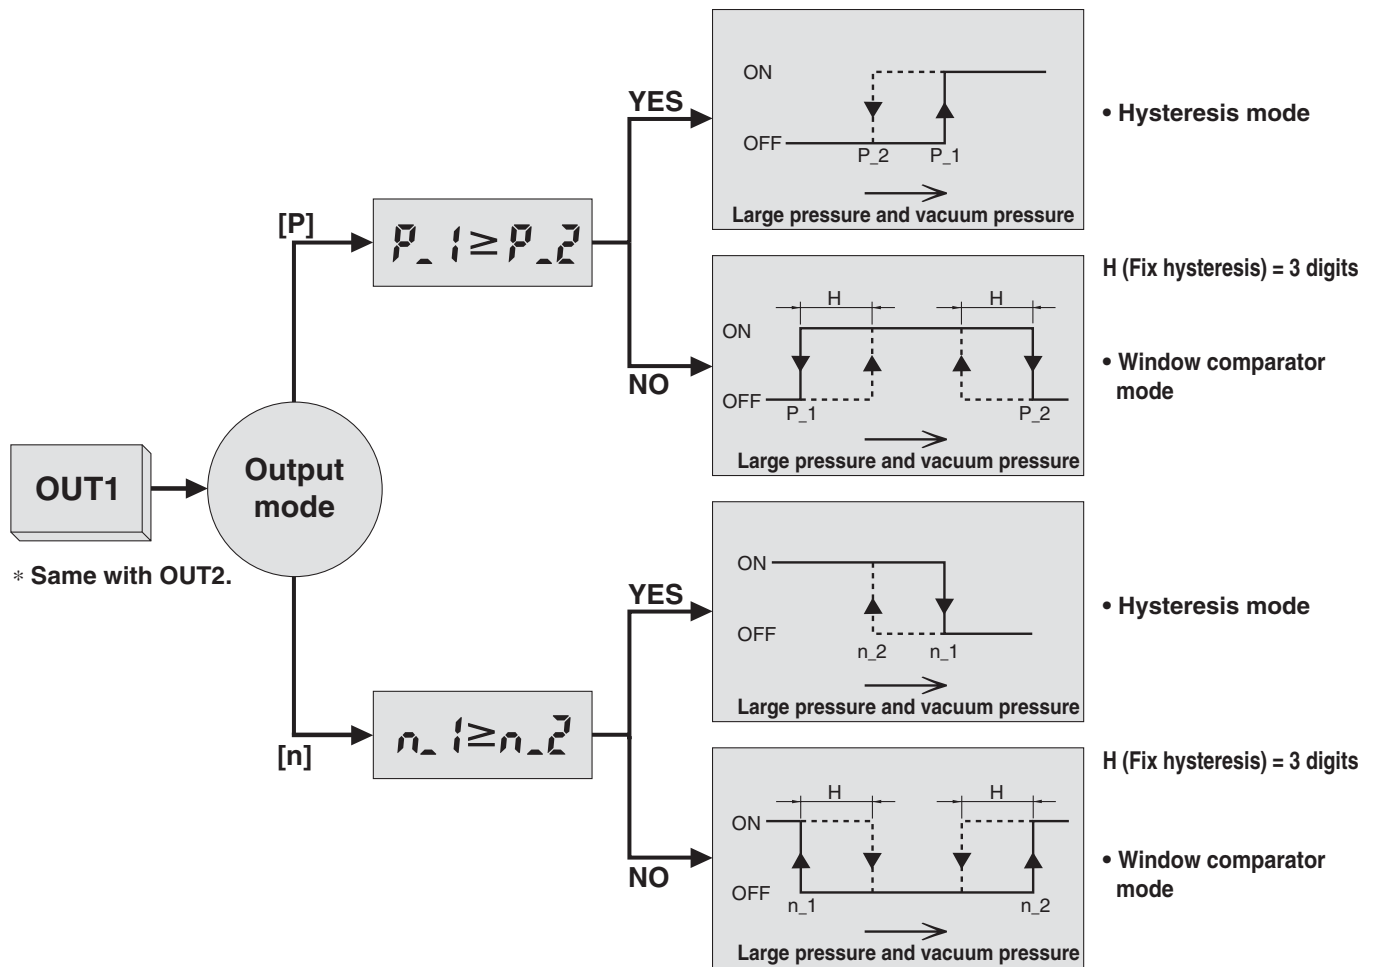 OUT1
* Same with OUT2.
Output
mode
[P]
P_1≥P_2
YES
ON
OFF
P_2 P_1
Large pressure and vacuum pressure
• Hysteresis mode
NO
H H
ON
OFF
P_1 P_2
Large pressure and vacuum pressure
H (Fix hysteresis) = 3 digits
• Window comparator
mode
[n]
n_1≥n_2
YES
ON
OFF
n_2 n_1
Large pressure and vacuum pressure
• Hysteresis mode
NO
H H
ON
OFF
n_1 n_2
Large pressure and vacuum pressure
H (Fix hysteresis) = 3 digits
• Window comparator
mode